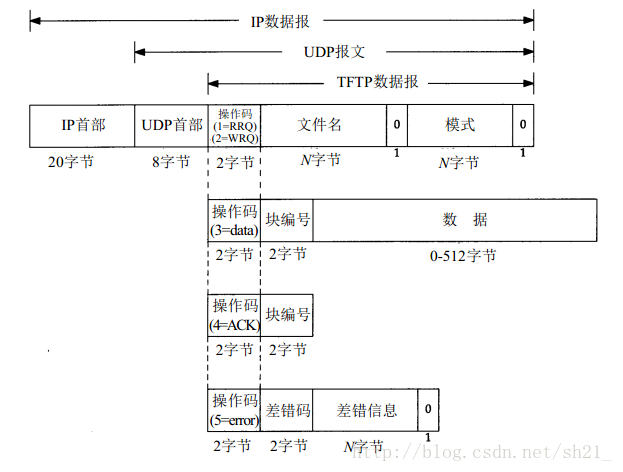 IP数据报
UDP报文
TFTP数据报
IP首部 UDP首部 操作码 (1=RRQ) (2=WRQ) 文件名 0 模式 0
20字节 8字节 2字节 N字节 1 N字节 1
操作码 (3=data) 块编号 数 据
2字节 2字节 0-512字节
操作码 (4=ACK) 块编号
2字节 2字节
操作码 (5=error) 差错码 差错信息 0
2字节 2字节 N字节 1
http://blog.csdn.net/sh21_